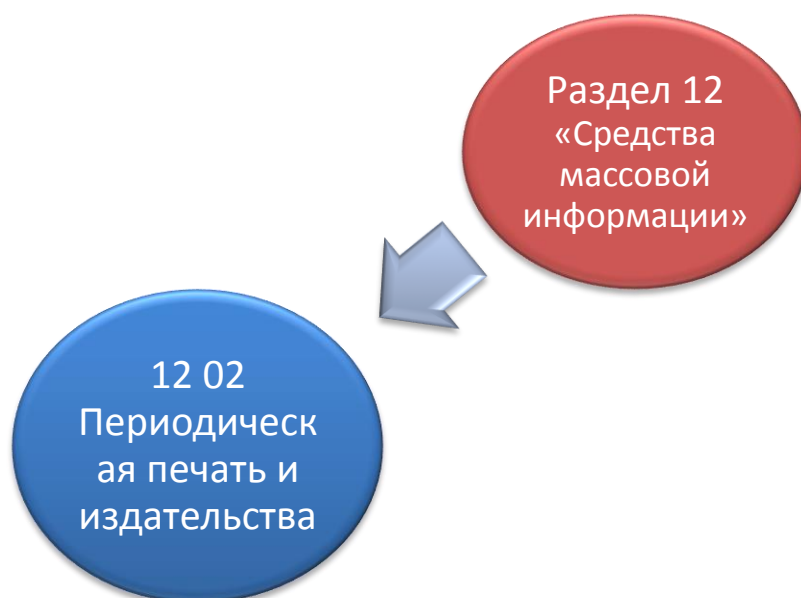 Раздел 12
«Средства
массовой
информации»
12 02
Периодическ
ая печать и
издательства